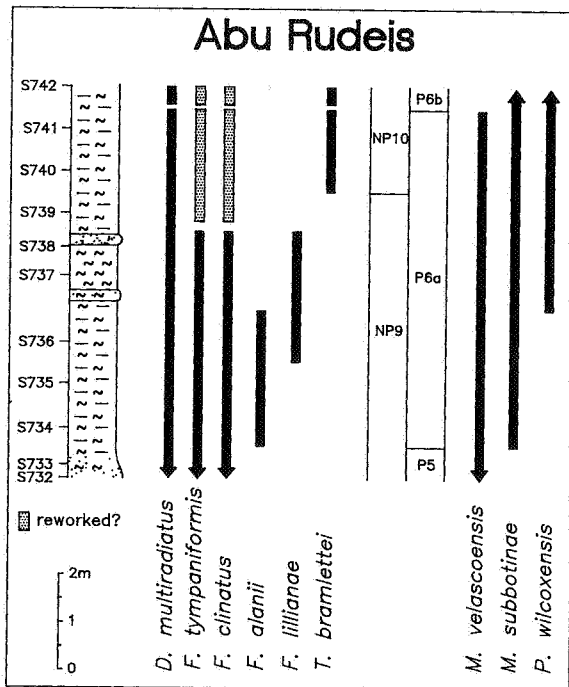 Abu Rudeis
S742
S741
S740
S739
S738
S737
S736
S735
S734
S733
S732
NP10
NP9
P6b
P6a
P5
reworked?
2m
1
0
D. multiradiatus
F. tympaniformis
F. clinatus
F. alanii
F. lillianae
T. bramlettei
M. velascoensis
M. subbotinae
P. wilcoxensis